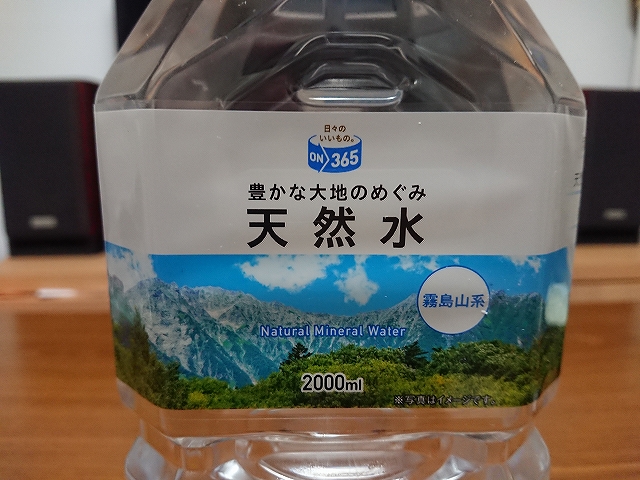 日々の
いいもの。
ON 365
豊かな大地のめぐみ
天然水
霧島山系
Natural Mineral Water
2000ml
※写真はイメージです。